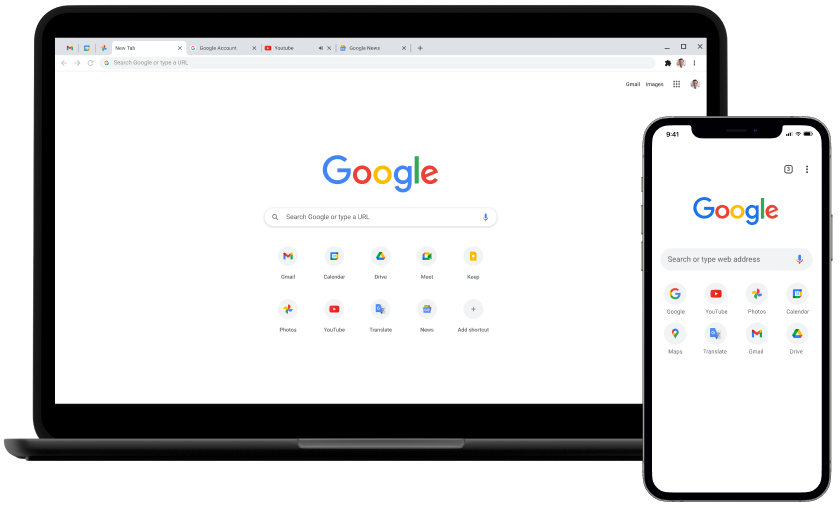 New Tab
Google Account
Youtube
Google News
Search Google or type a URL
Gmail Images
Google
Search Google or type a URL
Gmail Calendar Drive Meet Keep
Photos YouTube Translate News Add shortcut
9:41
3
Google
Search or type web address
Google YouTube Photos Calendar
Maps Translate Gmail Drive